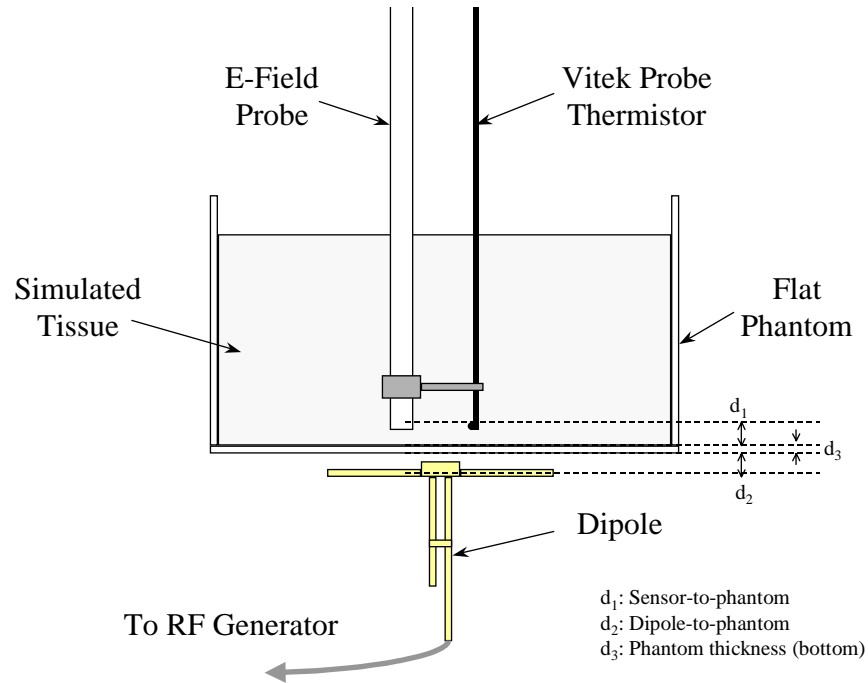 E-Field
Probe
Vitek Probe
Thermistor
Simulated
Tissue
Flat
Phantom
d₁
d₃
d₂
Dipole
To RF Generator
d₁: Sensor-to-phantom
d₂: Dipole-to-phantom
d₃: Phantom thickness (bottom)